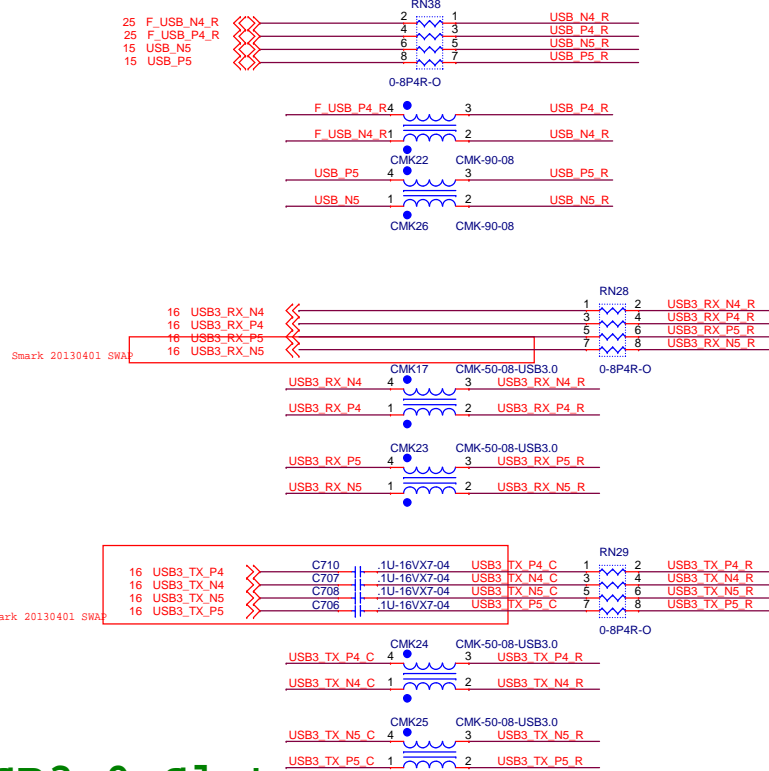 RN38
25 F_USB_N4_R 2 1 USB_N4_R
25 F_USB_P4_R 4 3 USB_P4_R
15 USB_N5 6 5 USB_N5_R
15 USB_P5 8 7 USB_P5_R
0-8P4R-O
F_USB_P4_R 4 3 USB_P4_R
F_USB_N4_R 1 2 USB_N4_R
CMK22 CMK-90-08
USB_P5 4 3 USB_P5_R
USB_N5 1 2 USB_N5_R
CMK26 CMK-90-08
RN28
16 USB3_RX_N4 1 2 USB3_RX_N4_R
16 USB3_RX_P4 3 4 USB3_RX_P4_R
16 USB3_RX_P5 5 6 USB3_RX_P5_R
16 USB3_RX_N5 7 8 USB3_RX_N5_R
Smark 20130401 SWAP
0-8P4R-O
CMK17 CMK-50-08-USB3.0
USB3_RX_N4 4 3 USB3_RX_N4_R
USB3_RX_P4 1 2 USB3_RX_P4_R
CMK23 CMK-50-08-USB3.0
USB3_RX_P5 4 3 USB3_RX_P5_R
USB3_RX_N5 1 2 USB3_RX_N5_R
RN29
16 USB3_TX_P4 C710 .1U-16VX7-04 USB3_TX_P4_C 1 2 USB3_TX_P4_R
16 USB3_TX_N4 C707 .1U-16VX7-04 USB3_TX_N4_C 3 4 USB3_TX_N4_R
16 USB3_TX_N5 C708 .1U-16VX7-04 USB3_TX_N5_C 5 6 USB3_TX_N5_R
16 USB3_TX_P5 C706 .1U-16VX7-04 USB3_TX_P5_C 7 8 USB3_TX_P5_R
ark 20130401 SWAP
0-8P4R-O
CMK24 CMK-50-08-USB3.0
USB3_TX_P4_C 4 3 USB3_TX_P4_R
USB3_TX_N4_C 1 2 USB3_TX_N4_R
CMK25 CMK-50-08-USB3.0
USB3_TX_N5_C 4 3 USB3_TX_N5_R
USB3_TX_P5_C 1 2 USB3_TX_P5_R